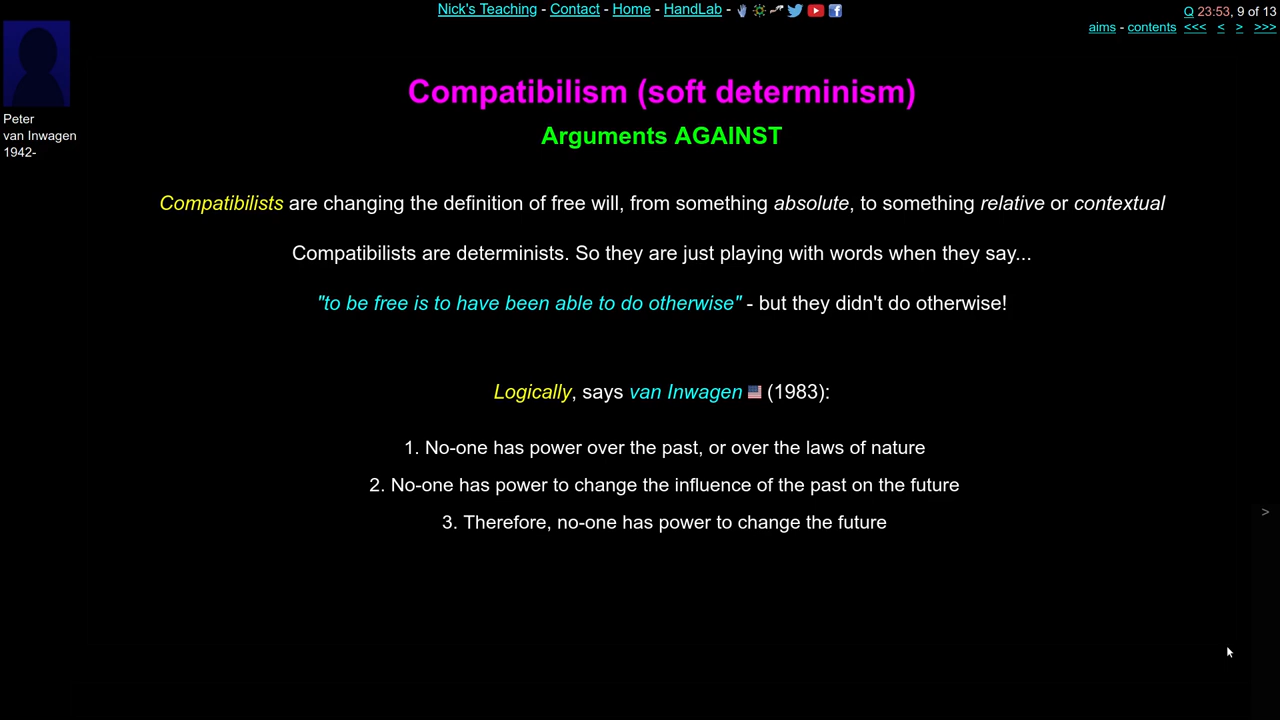 Nick's Teaching - Contact - Home - HandLab -
Q 23:53, 9 of 13
aims - contents <<< < > >>>
Peter
van Inwagen
1942-
Compatibilism (soft determinism)
Arguments AGAINST
Compatibilists are changing the definition of free will, from something absolute, to something relative or contextual
Compatibilists are determinists. So they are just playing with words when they say...
"to be free is to have been able to do otherwise" - but they didn't do otherwise!
Logically, says van Inwagen (1983):
1. No-one has power over the past, or over the laws of nature
2. No-one has power to change the influence of the past on the future
3. Therefore, no-one has power to change the future
>